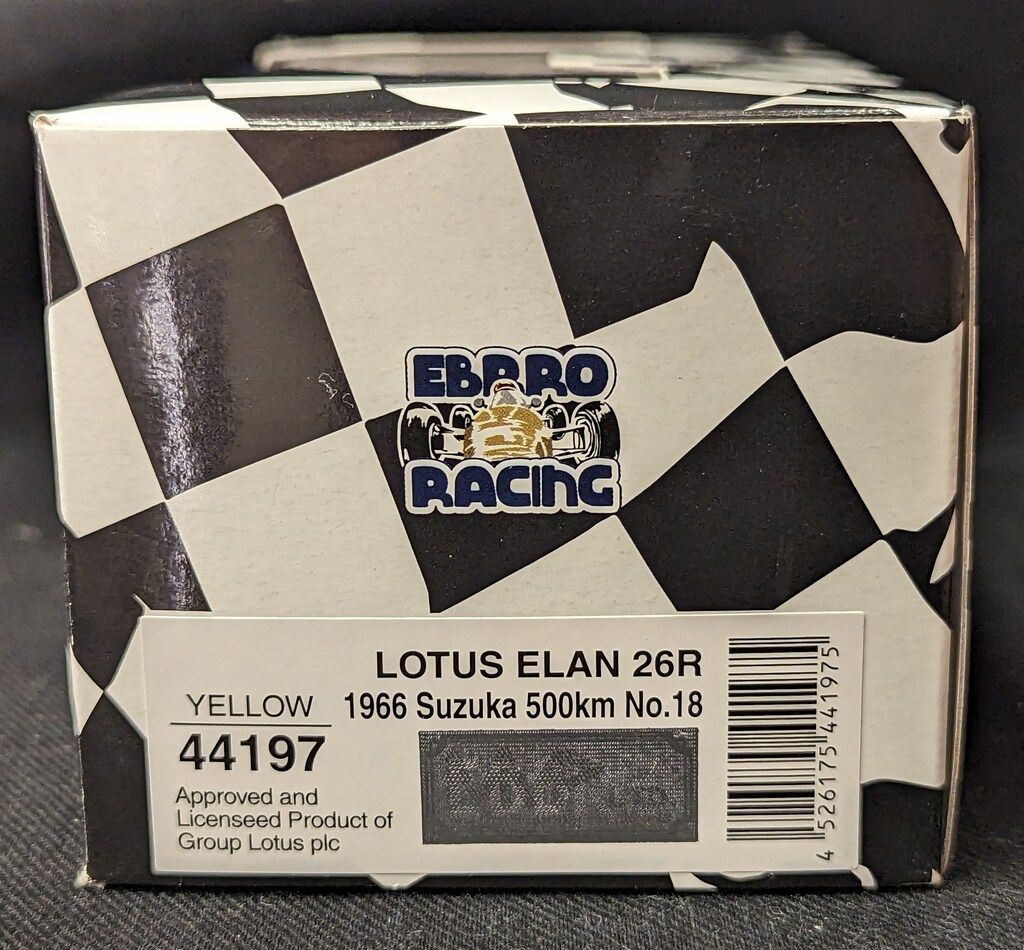 EBBRO
RACING
LOTUS ELAN 26R
YELLOW 1966 Suzuka 500km No.18
44197
Approved and
Licenseed Product of
Group Lotus plc
4 526175 441975